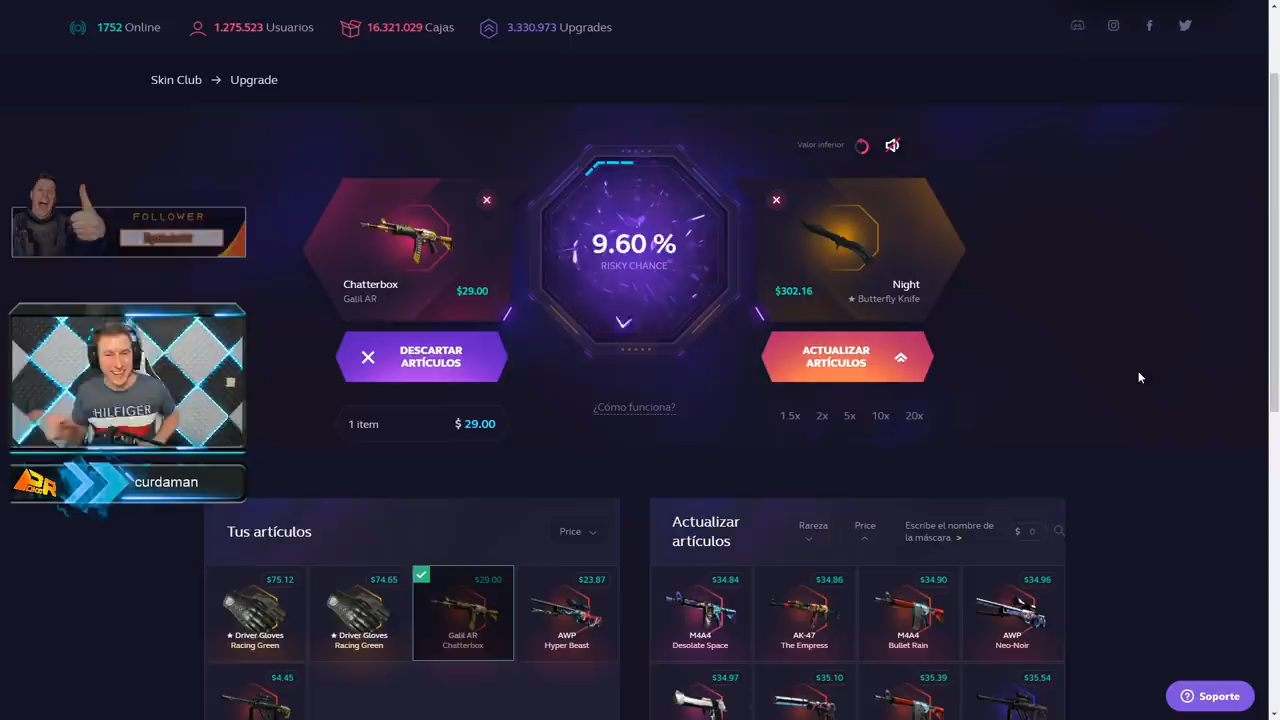 1752 Online
1.275.523 Usuarios
16.321.029 Cajas
3.330.973 Upgrades
Skin Club → Upgrade
Valor inferior
FOLLOWER
Chatterbox
Galil AR
$29.00
9.60 %
RISKY CHANCE
$302.16
Night
★ Butterfly Knife
DESCARTAR
ARTÍCULOS
ACTUALIZAR
ARTÍCULOS
¿Cómo funciona?
1 item
$ 29.00
1.5x 2x 5x 10x 20x
HILFIGER
curdaman
Tus artículos
Price
Actualizar
artículos
Rareza
Price
Escribe el nombre de
la máscara >
$ 0
$75.12
★ Driver Gloves
Racing Green
$74.65
★ Driver Gloves
Racing Green
$29.00
Galil AR
Chatterbox
$23.87
AWP
Hyper Beast
$34.84
M4A4
Desolate Space
$34.86
AK-47
The Empress
$34.90
M4A4
Bullet Rain
$34.96
AWP
Neo-Noir
$4.45
$34.97
$35.10
$35.39
$35.54
Soporte